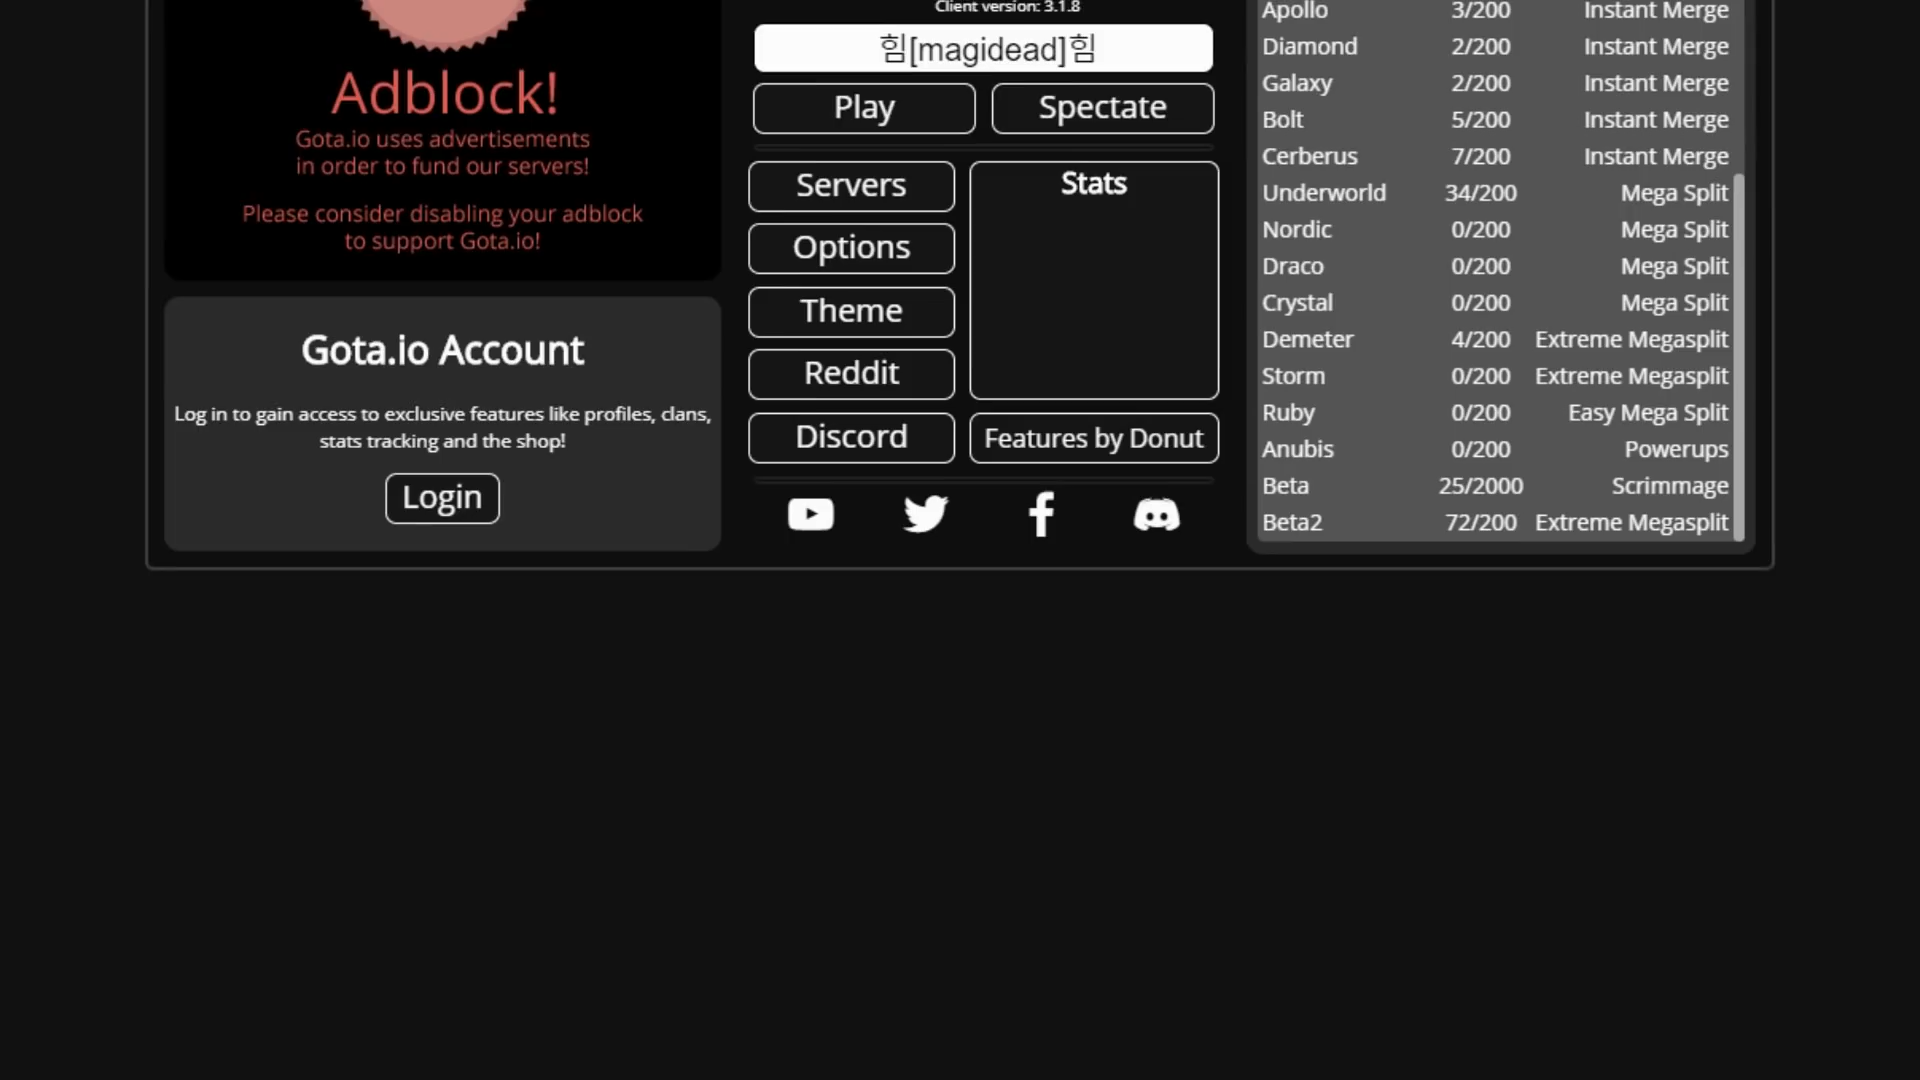 Adblock!
Gota.io uses advertisements
in order to fund our servers!
Please consider disabling your adblock
to support Gota.io!
Gota.io Account
Log in to gain access to exclusive features like profiles, clans,
stats tracking and the shop!
Login
Client version: 3.1.8
힘[magidead]힘
Play Spectate
Servers
Options
Theme
Reddit
Discord
Stats
Features by Donut
Apollo 3/200 Instant Merge
Diamond 2/200 Instant Merge
Galaxy 2/200 Instant Merge
Bolt 5/200 Instant Merge
Cerberus 7/200 Instant Merge
Underworld 34/200 Mega Split
Nordic 0/200 Mega Split
Draco 0/200 Mega Split
Crystal 0/200 Mega Split
Demeter 4/200 Extreme Megasplit
Storm 0/200 Extreme Megasplit
Ruby 0/200 Easy Mega Split
Anubis 0/200 Powerups
Beta 25/2000 Scrimmage
Beta2 72/200 Extreme Megasplit